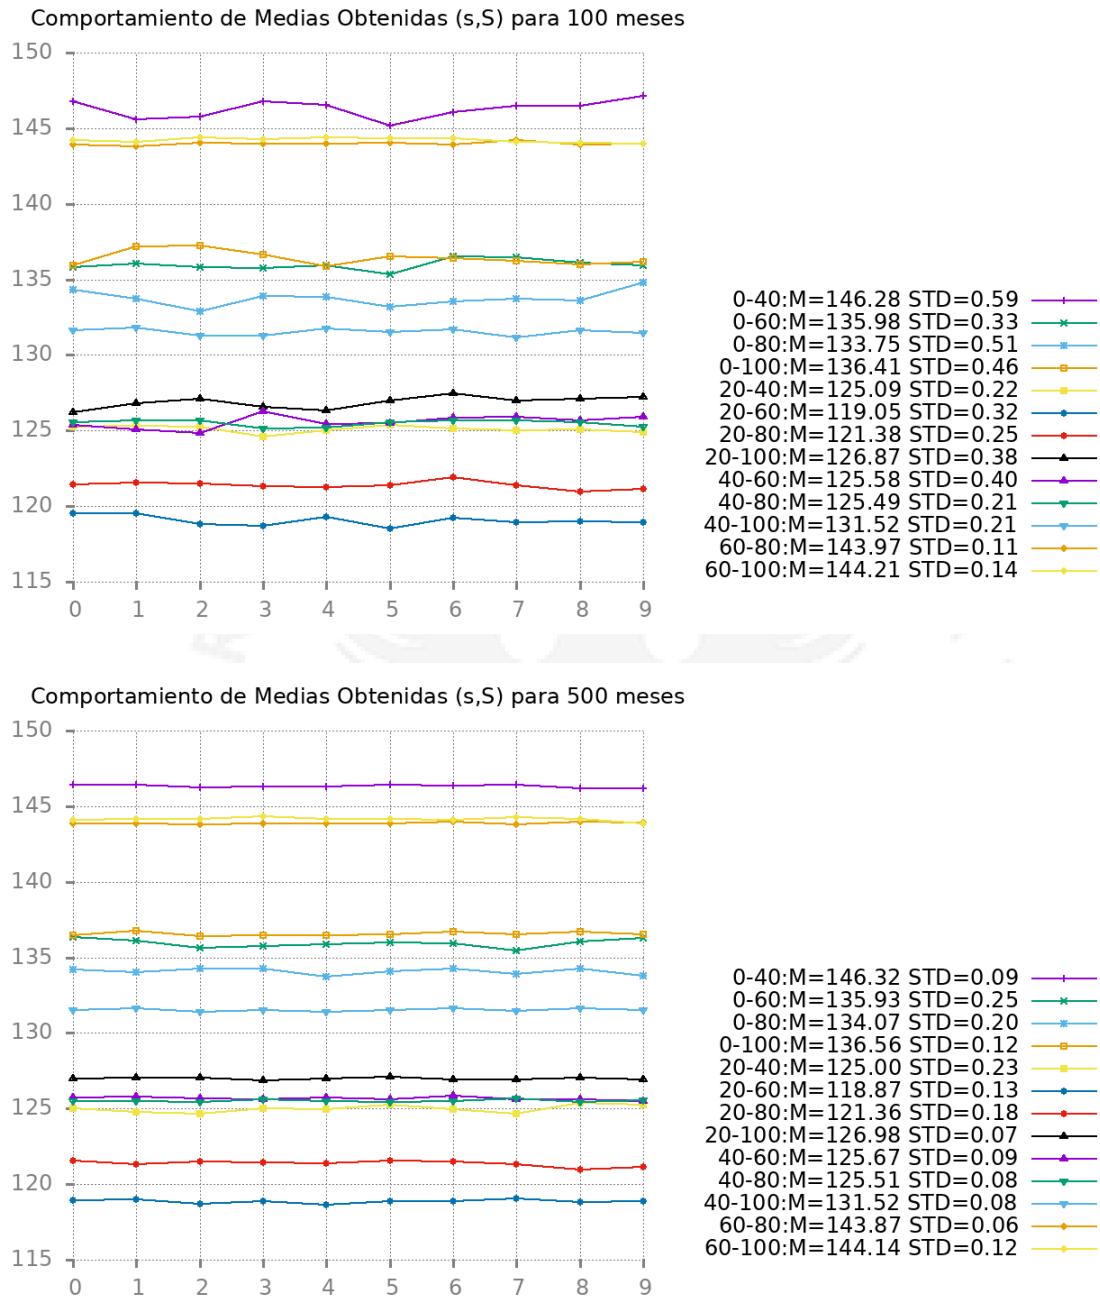 Comportamiento de Medias Obtenidas (s,S) para 100 meses
150
145
140
135
130
125
120
115
0 1 2 3 4 5 6 7 8 9
0-40:M=146.28 STD=0.59
0-60:M=135.98 STD=0.33
0-80:M=133.75 STD=0.51
0-100:M=136.41 STD=0.46
20-40:M=125.09 STD=0.22
20-60:M=119.05 STD=0.32
20-80:M=121.38 STD=0.25
20-100:M=126.87 STD=0.38
40-60:M=125.58 STD=0.40
40-80:M=125.49 STD=0.21
40-100:M=131.52 STD=0.21
60-80:M=143.97 STD=0.11
60-100:M=144.21 STD=0.14
Comportamiento de Medias Obtenidas (s,S) para 500 meses
150
145
140
135
130
125
120
115
0 1 2 3 4 5 6 7 8 9
0-40:M=146.32 STD=0.09
0-60:M=135.93 STD=0.25
0-80:M=134.07 STD=0.20
0-100:M=136.56 STD=0.12
20-40:M=125.00 STD=0.23
20-60:M=118.87 STD=0.13
20-80:M=121.36 STD=0.18
20-100:M=126.98 STD=0.07
40-60:M=125.67 STD=0.09
40-80:M=125.51 STD=0.08
40-100:M=131.52 STD=0.08
60-80:M=143.87 STD=0.06
60-100:M=144.14 STD=0.12